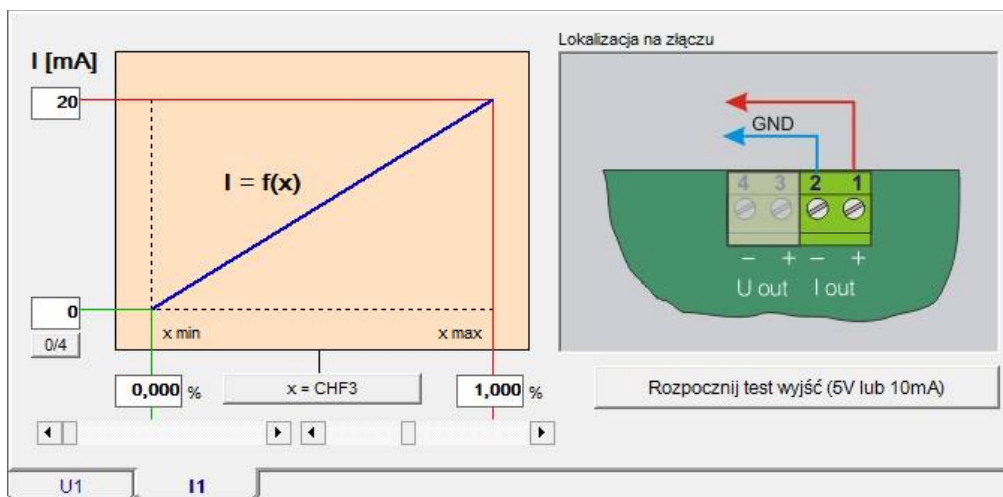 Lokalizacja na złączu
I [mA]
20
I = f(x)
0
0/4
x min
x max
0,000 %
x = CHF3
1,000 %
GND
4 3 2 1
− + − +
U out I out
Rozpocznij test wyjść (5V lub 10mA)
U1
I1